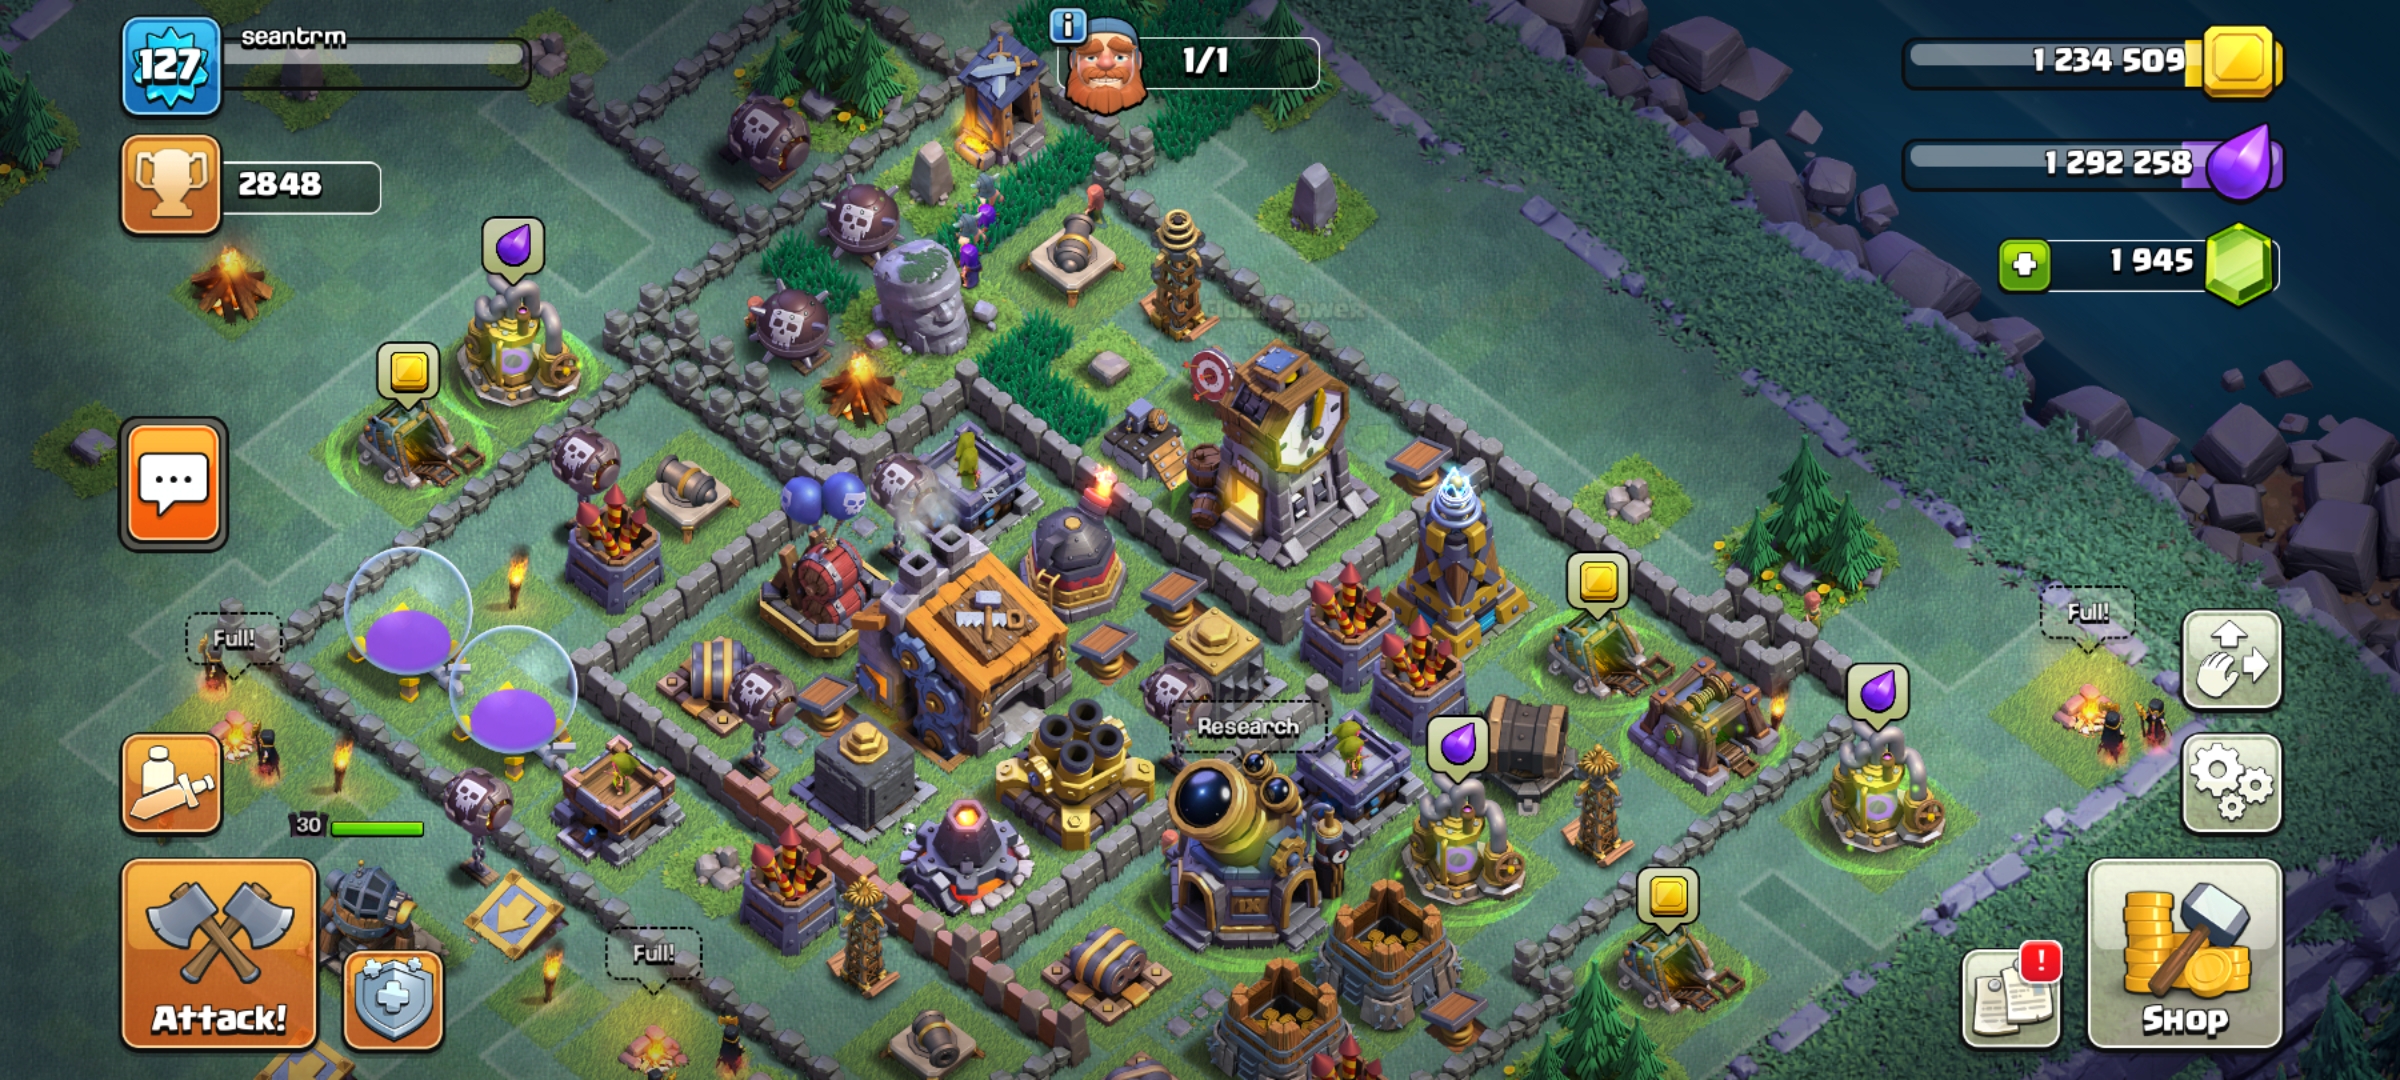 127
seantrm
1/1
1 234 509
2848
1 292 258
1 945
Full!
Full!
Research
30
Full!
Attack!
!
Shop